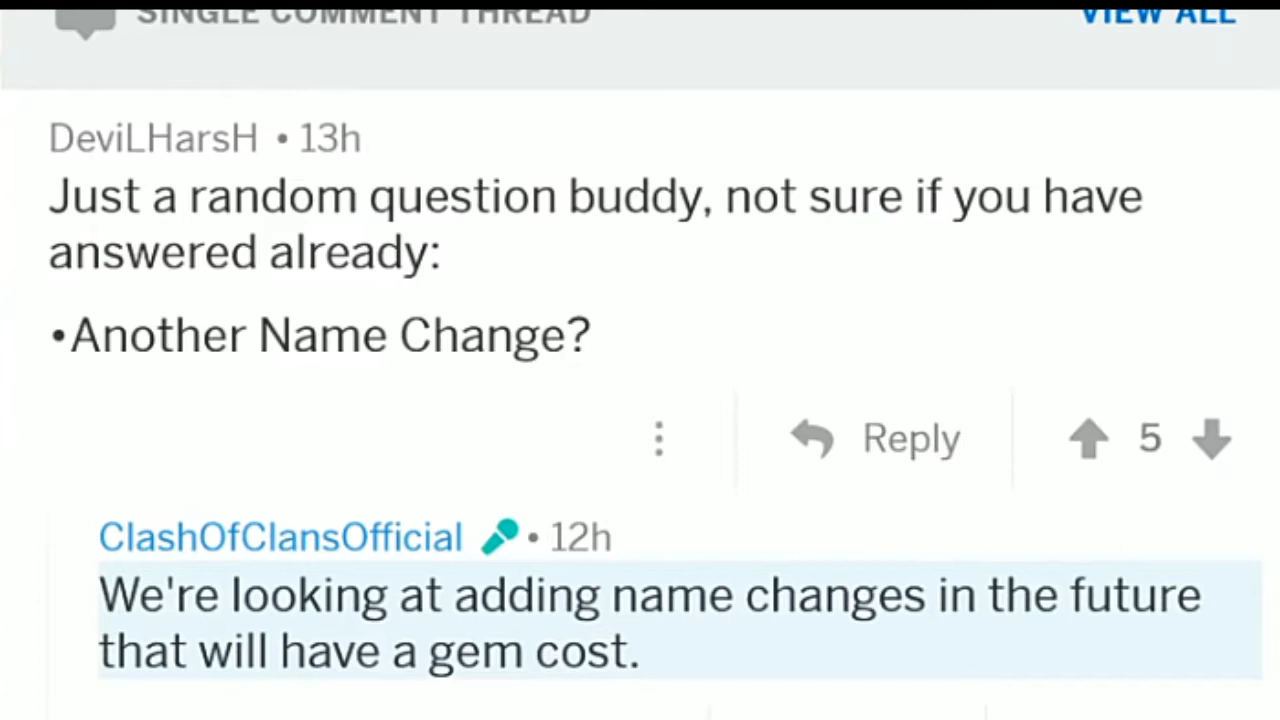 SINGLE COMMENT THREAD VIEW ALL
DeviLHarsH • 13h
Just a random question buddy, not sure if you have
answered already:
•Another Name Change?
Reply 5
ClashOfClansOfficial • 12h
We're looking at adding name changes in the future
that will have a gem cost.